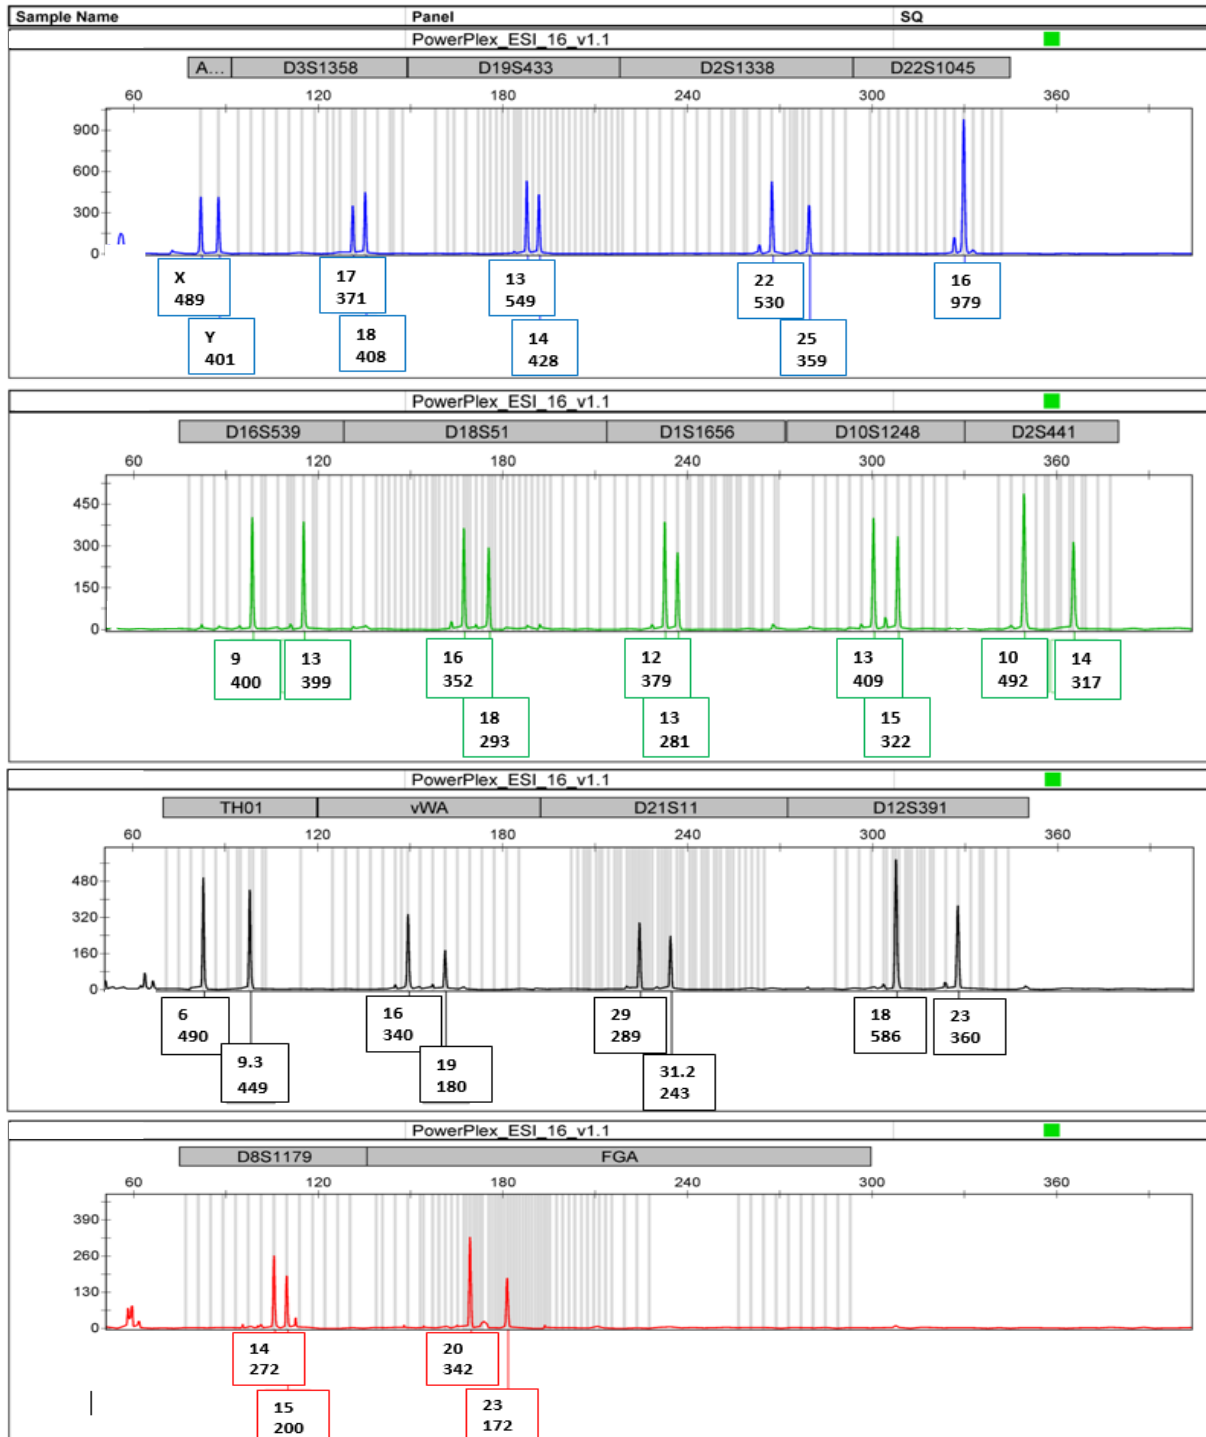 Sample Name Panel SQ
PowerPlex_ESI_16_v1.1
A... D3S1358 D19S433 D2S1338 D22S1045
60 120 180 240 300 360
900
600
300
0
X 17 13 22 16
489 371 549 530 979
Y 18 14 25
401 408 428 359
PowerPlex_ESI_16_v1.1
D16S539 D18S51 D1S1656 D10S1248 D2S441
60 120 180 240 300 360
450
300
150
0
9 13 16 12 13 10 14
400 399 352 379 409 492 317
18 13 15
293 281 322
PowerPlex_ESI_16_v1.1
TH01 vWA D21S11 D12S391
60 120 180 240 300 360
480
320
160
0
6 16 29 18 23
490 340 289 586 360
9.3 19 31.2
449 180 243
PowerPlex_ESI_16_v1.1
D8S1179 FGA
60 120 180 240 300 360
390
260
130
0
14 20
272 342
15 23
200 172